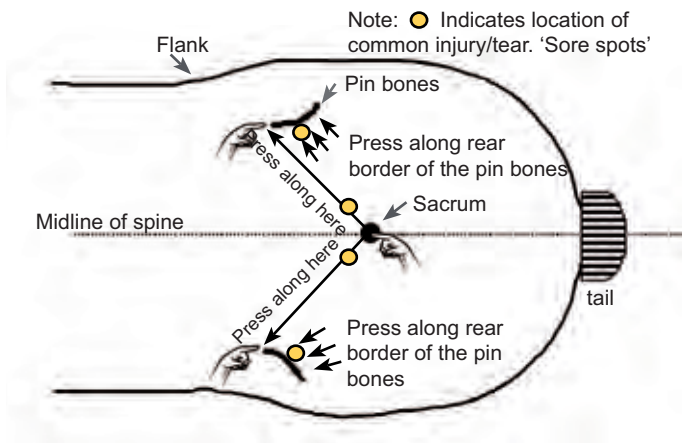 Note: Indicates location of
common injury/tear. ‘Sore spots’
Flank
Pin bones
Press along rear
border of the pin bones
Press along here
Sacrum
Midline of spine
Press along here
tail
Press along rear
border of the pin
bones